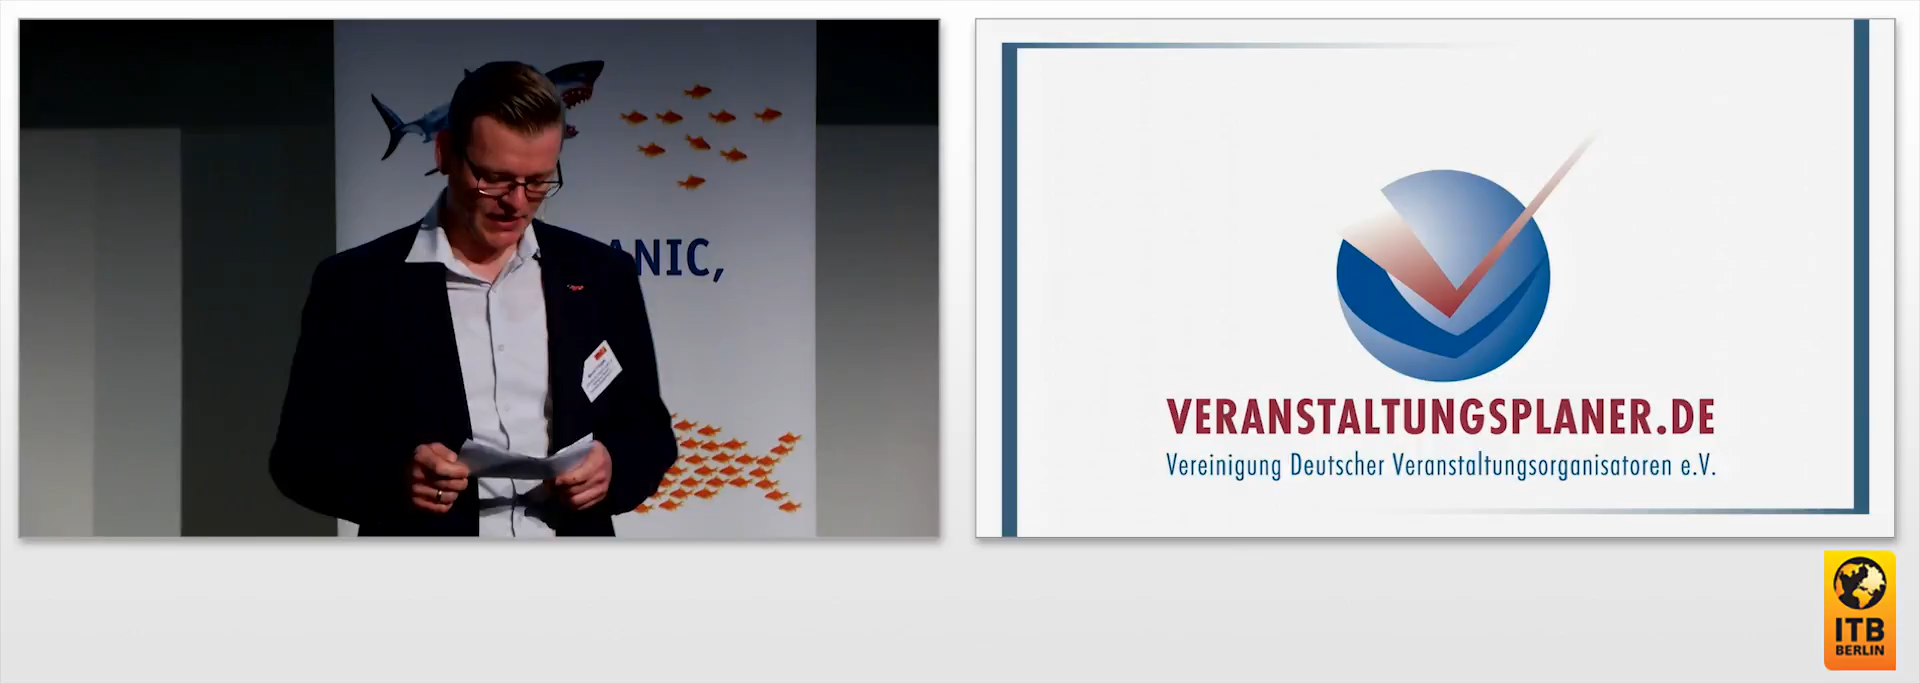 ANIC,
VERANSTALTUNGSPLANER.DE
Vereinigung Deutscher Veranstaltungsorganisatoren e.V.
ITB
BERLIN